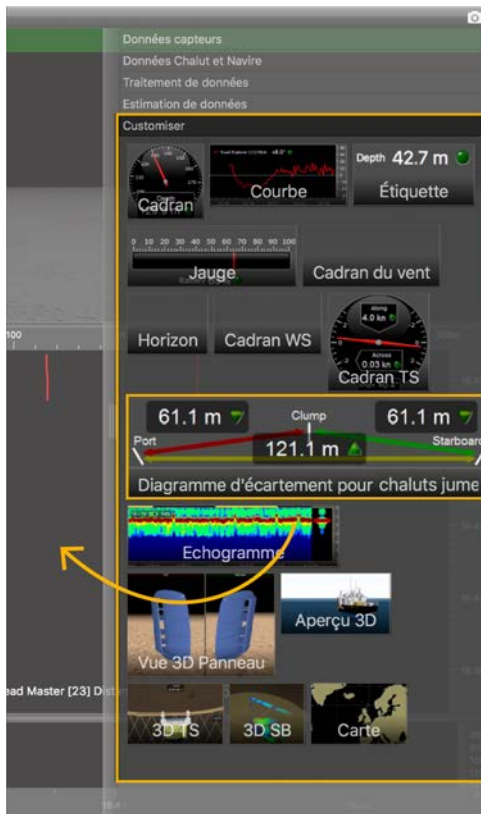 Données capteurs
Données Chalut et Navire
Traitement de données
Estimation de données
Customiser
Depth 42.7 m
Cadran
Courbe
Étiquette
0 10 20 30 40 50 60 70 80 90 100
Jauge
Cadran du vent
Along
4.0 kn
Horizon
Cadran WS
Across
0.03 kn
Cadran TS
100
61.1 m
Clump
61.1 m
Port
121.1 m
Starboard
Diagramme d'écartement pour chaluts jume
Echogramme
Aperçu 3D
Vue 3D Panneau
ead Master [23] Dist
3D TS
3D SB
Carte